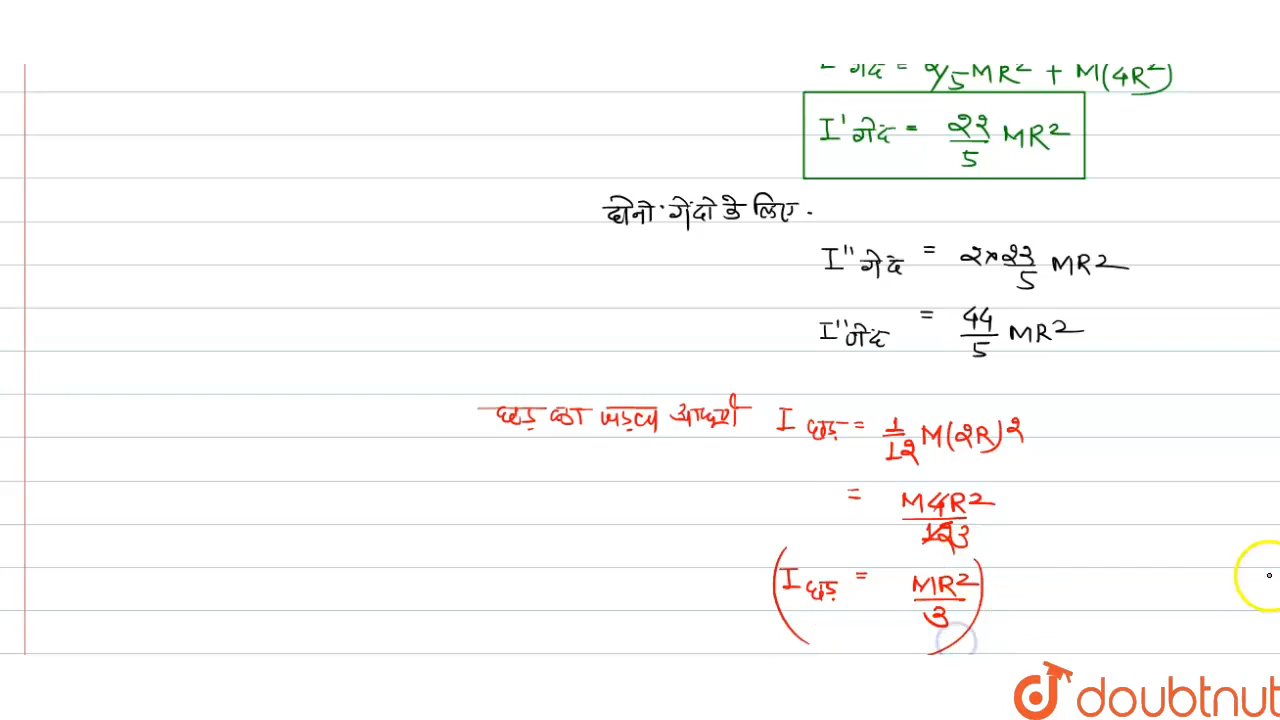 I गेंद = 2/5 MR² + M(4R²)
I' गेंद = 22/5 MR²
दोनो गेंदो के लिए .
I" गेंद = 2×22/5 MR²
I" गेंद = 44/5 MR²
छड़ का जड़त्व आघूर्ण I छड़ = 1/12 M(2R)²
= M4R²/12 3
I छड़ = MR²/3
doubtnut